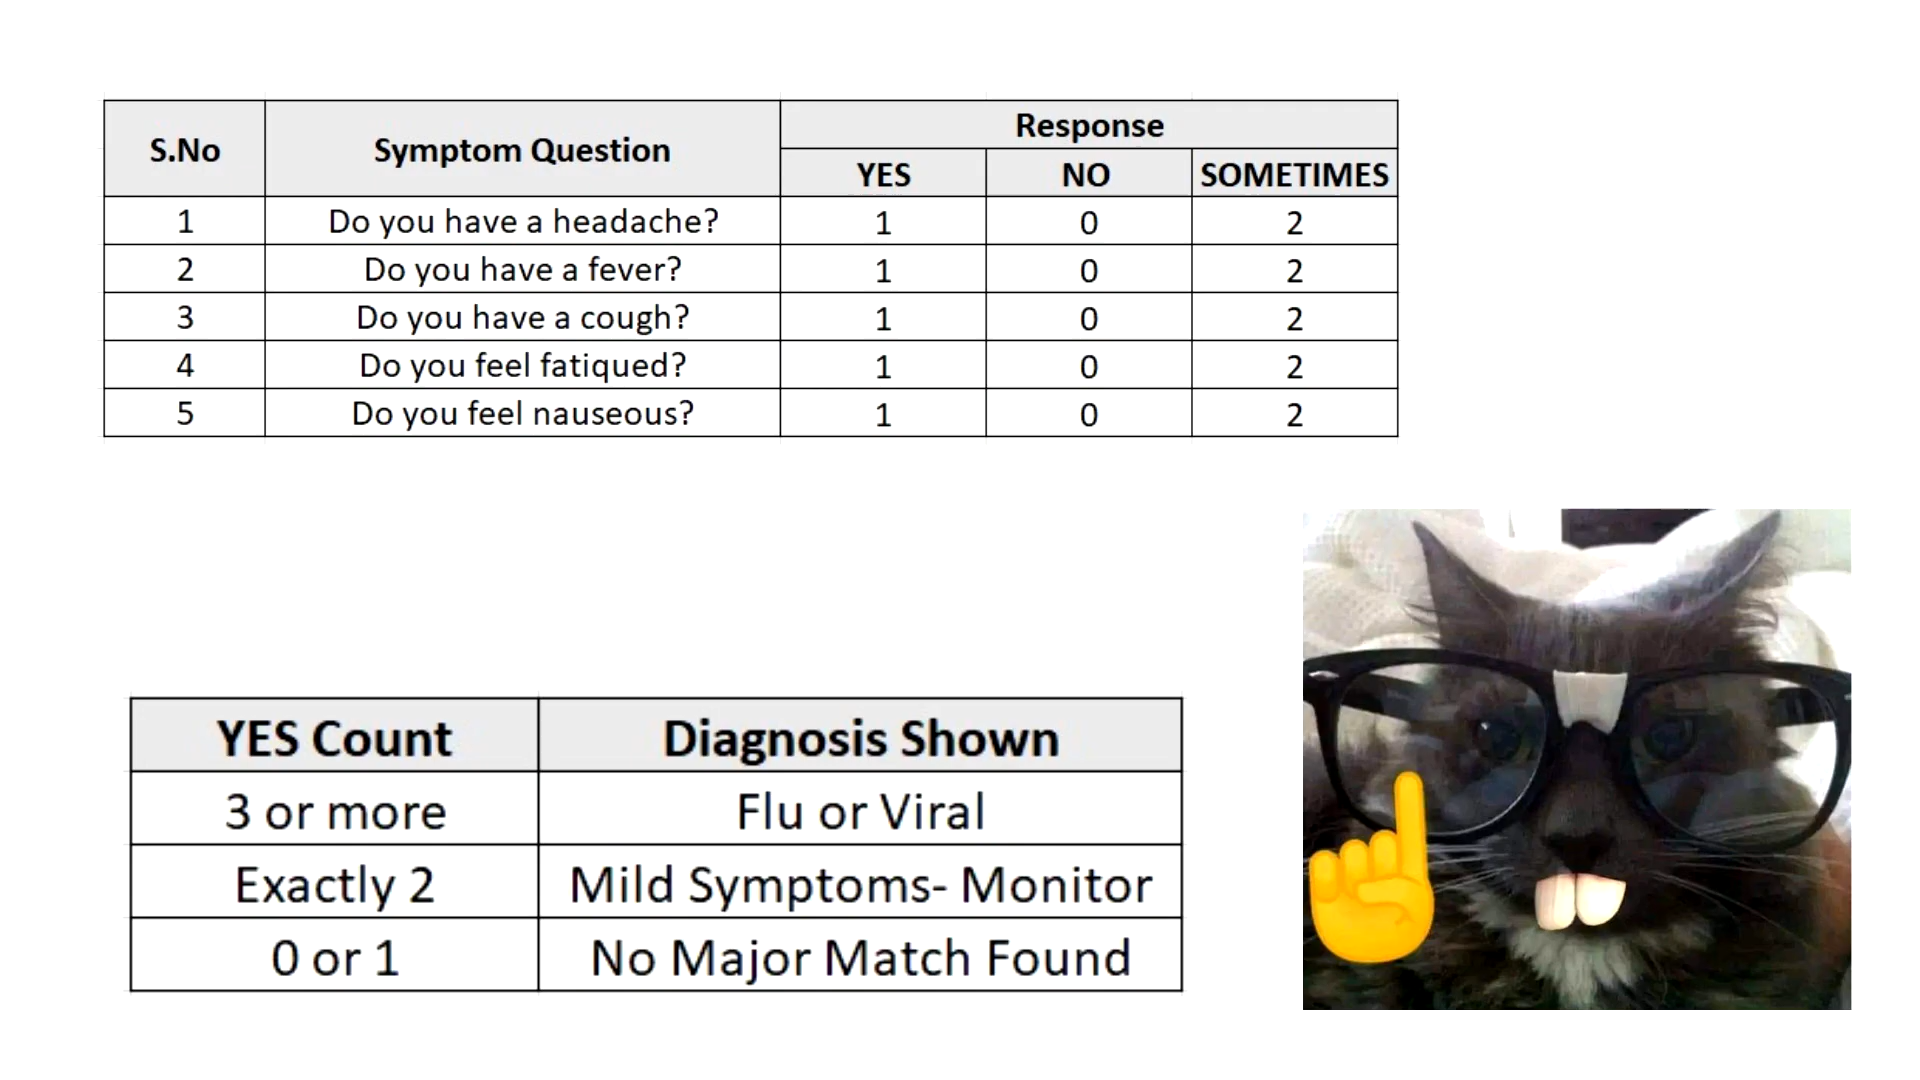 S.No Symptom Question Response
YES NO SOMETIMES
1 Do you have a headache? 1 0 2
2 Do you have a fever? 1 0 2
3 Do you have a cough? 1 0 2
4 Do you feel fatiqued? 1 0 2
5 Do you feel nauseous? 1 0 2
YES Count Diagnosis Shown
3 or more Flu or Viral
Exactly 2 Mild Symptoms- Monitor
0 or 1 No Major Match Found